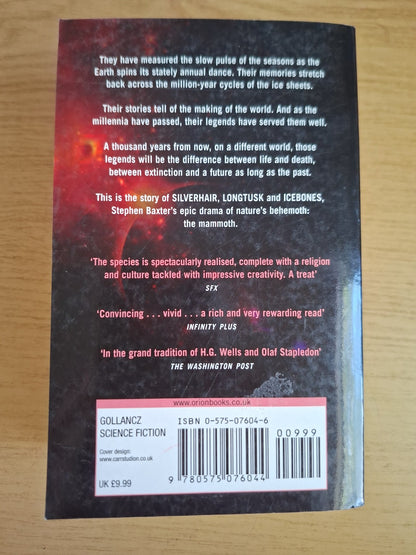 They have measured the slow pulse of the seasons as the
Earth spins its stately annual dance. Their memories stretch
back across the million-year cycles of the ice sheets.
Their stories tell of the making of the world. And as the
millennia have passed, their legends have served them well.
A thousand years from now, on a different world, those
legends will be the difference between life and death,
between extinction and a future as long as the past.
This is the story of SILVERHAIR, LONGTUSK and ICEBONES,
Stephen Baxter's epic drama of nature's behemoth:
the mammoth.
'The species is spectacularly realised, complete with a religion
and culture tackled with impressive creativity. A treat'
SFX
'Convincing . . . vivid . . . a rich and very rewarding read'
INFINITY PLUS
'In the grand tradition of H.G. Wells and Olaf Stapledon'
THE WASHINGTON POST
www.orionbooks.co.uk
GOLLANCZ
SCIENCE FICTION
Cover design:
www.carrstudio.co.uk
UK £9.99
ISBN 0-575-07604-6
00999
9 780575 076044